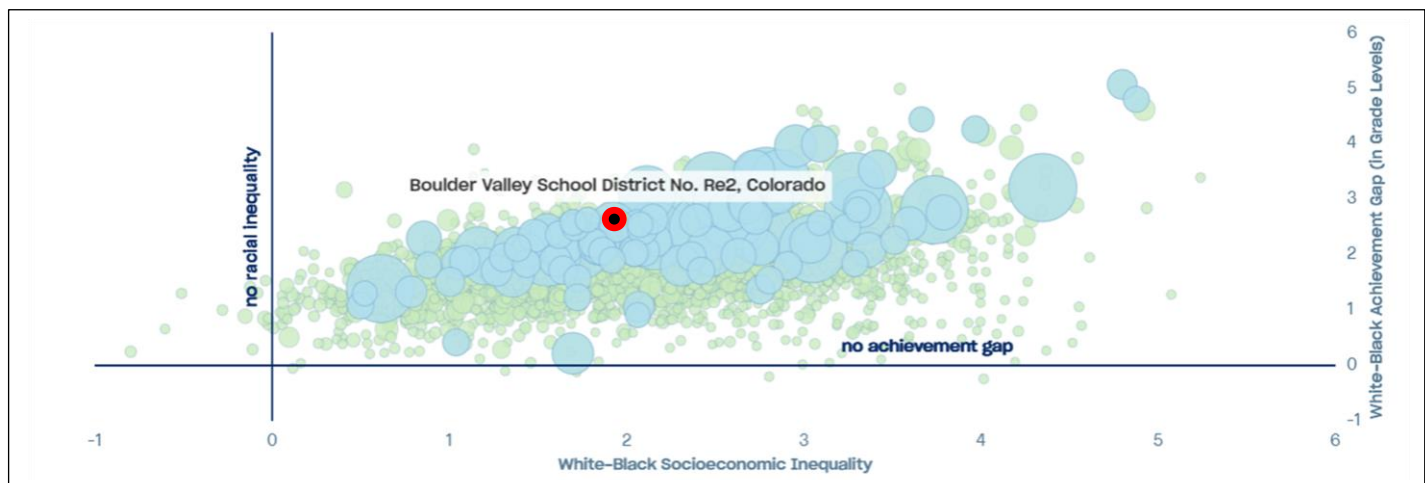 6
White-Black Achievement Gap (In Grade Levels)
5
4
no racial inequality
Boulder Valley School District No. Re2, Colorado
3
2
1
no achievement gap
0
-1
-1 0 1 2 3 4 5 6
White-Black Socioeconomic Inequality